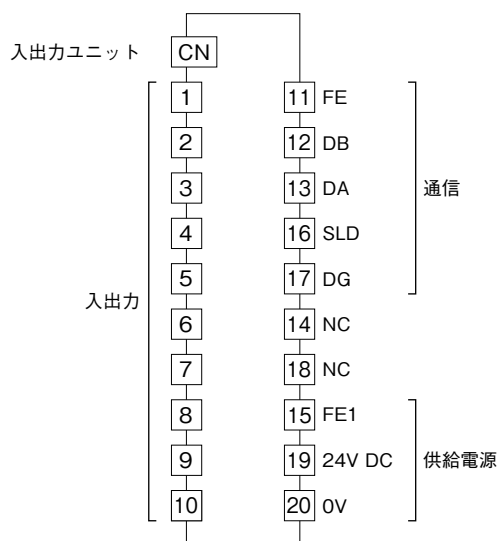 入出力ユニット CN
1 11 FE
2 12 DB
3 13 DA
通信
4 16 SLD
5 17 DG
入出力
6 14 NC
7 18 NC
8 15 FE1
9 19 24V DC 供給電源
10 20 0V